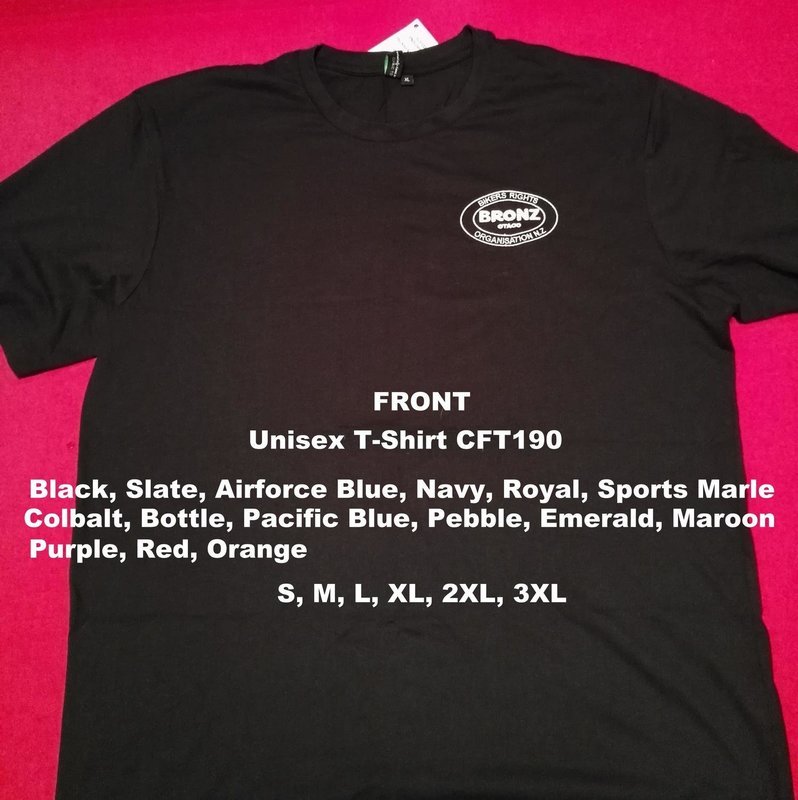 XL
BIKERS RIGHTS
BRONZ
OTAGO
ORGANISATION N.Z
FRONT
Unisex T-Shirt CFT190
Black, Slate, Airforce Blue, Navy, Royal, Sports Marle
Colbalt, Bottle, Pacific Blue, Pebble, Emerald, Maroon
Purple, Red, Orange
S, M, L, XL, 2XL, 3XL